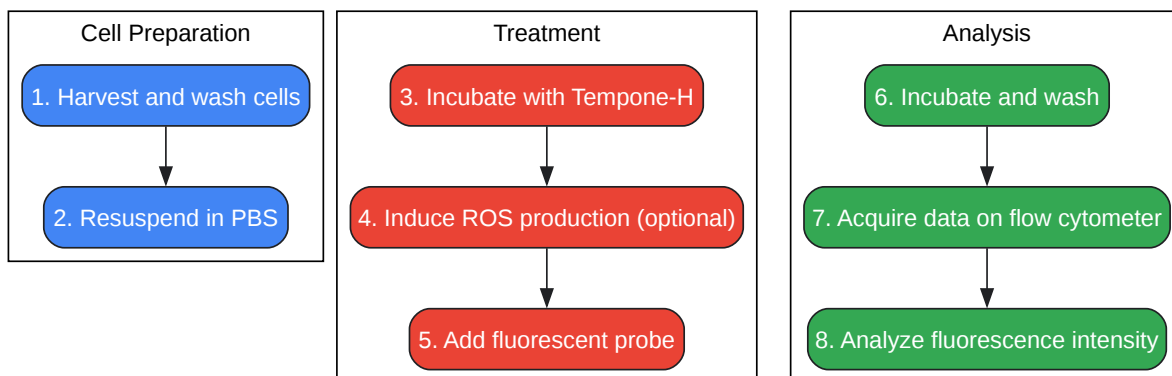 Cell Preparation
1. Harvest and wash cells
2. Resuspend in PBS
Treatment
3. Incubate with Tempone-H
4. Induce ROS production (optional)
5. Add fluorescent probe
Analysis
6. Incubate and wash
7. Acquire data on flow cytometer
8. Analyze fluorescence intensity